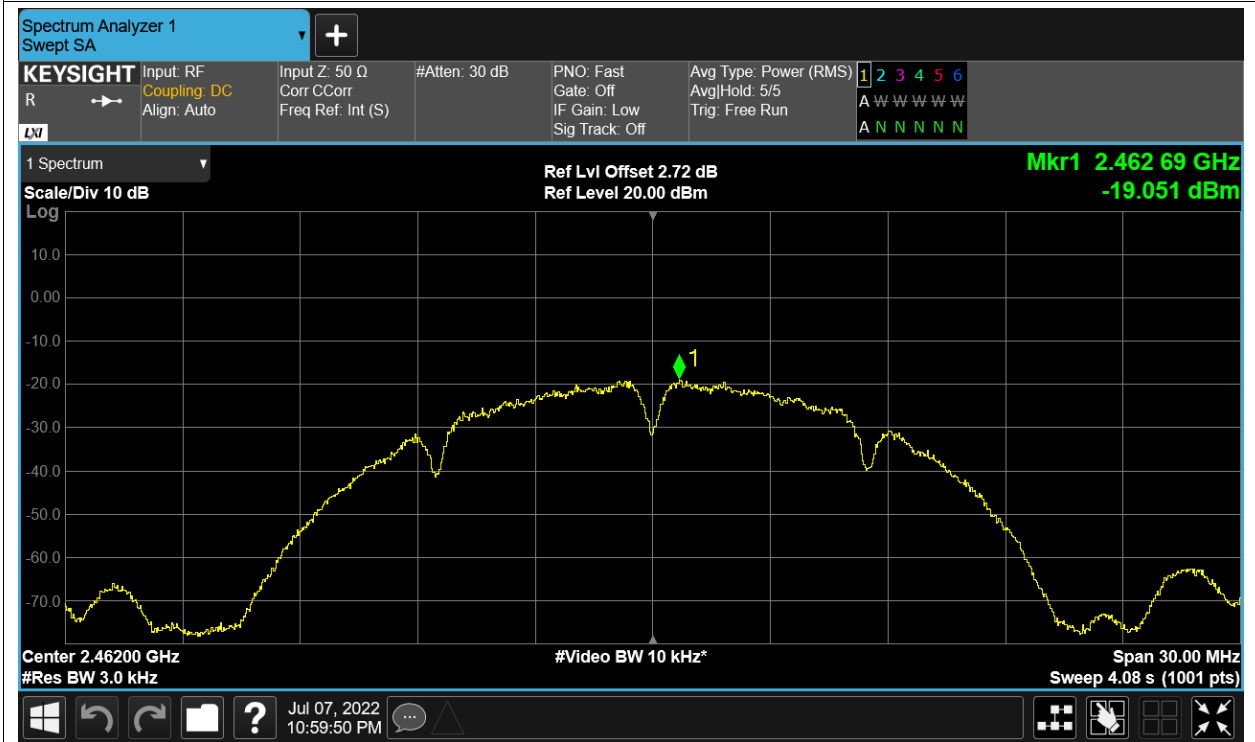 Spectrum Analyzer 1
Swept SA
+
KEYSIGHT
R
LXI
Input: RF
Coupling: DC
Align: Auto
Input Z: 50 Ω
Corr CCorr
Freq Ref: Int (S)
#Atten: 30 dB
PNO: Fast
Gate: Off
IF Gain: Low
Sig Track: Off
Avg Type: Power (RMS)
Avg|Hold: 5/5
Trig: Free Run
1 2 3 4 5 6
A W W W W W
A N N N N N
1 Spectrum
Scale/Div 10 dB
Log
Ref Lvl Offset 2.72 dB
Ref Level 20.00 dBm
Mkr1 2.462 69 GHz
-19.051 dBm
10.0
0.00
-10.0
1
-20.0
-30.0
-40.0
-50.0
-60.0
-70.0
Center 2.46200 GHz
#Res BW 3.0 kHz
#Video BW 10 kHz*
Span 30.00 MHz
Sweep 4.08 s (1001 pts)
?
Jul 07, 2022
10:59:50 PM